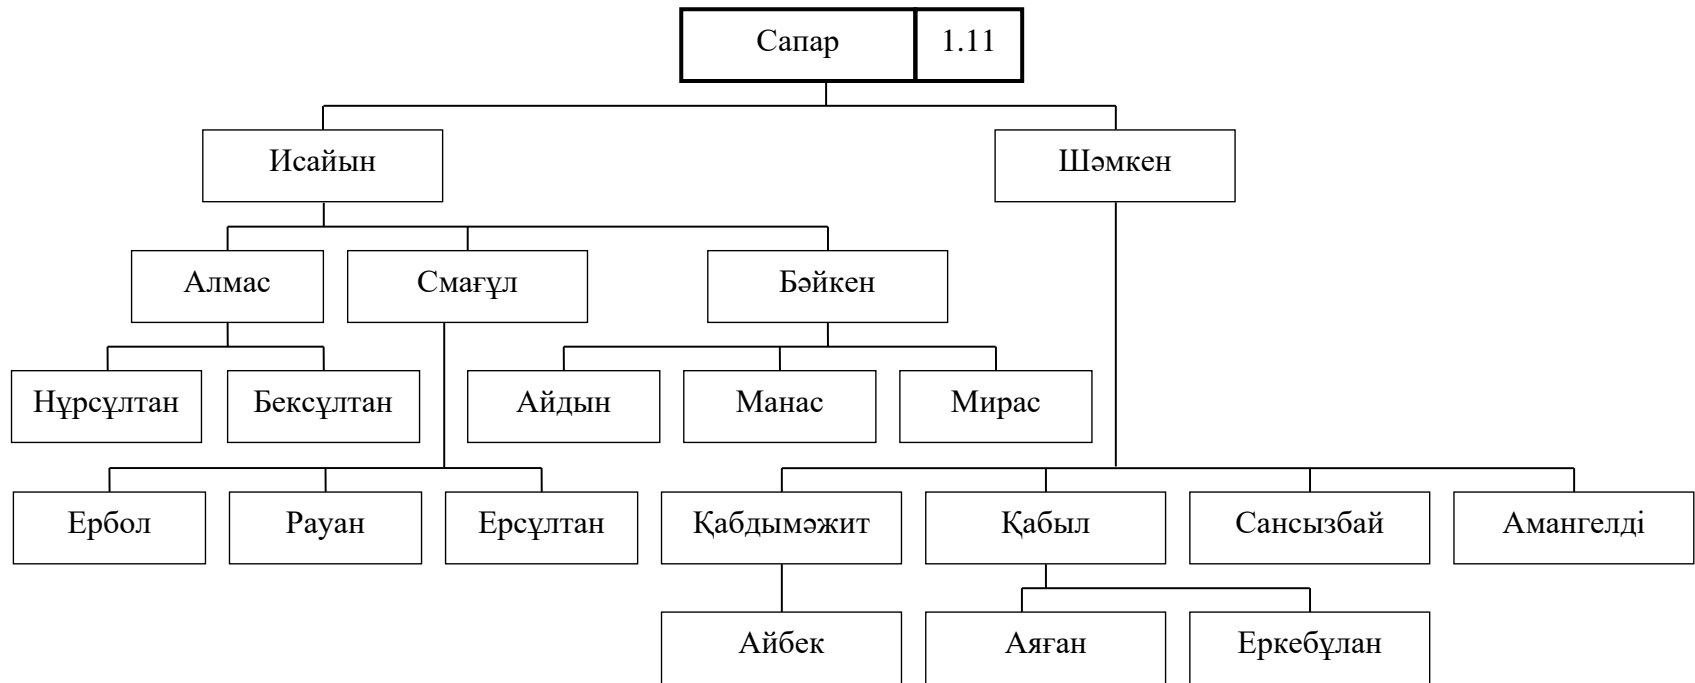 Сапар 1.11
Исайын Шәмкен
Алмас Смағұл Бәйкен
Нұрсұлтан Бексұлтан Айдын Манас Мирас
Ербол Рауан Ерсұлтан Қабдымәжит Қабыл Сансызбай Амангелді
Айбек Аяған Еркебұлан